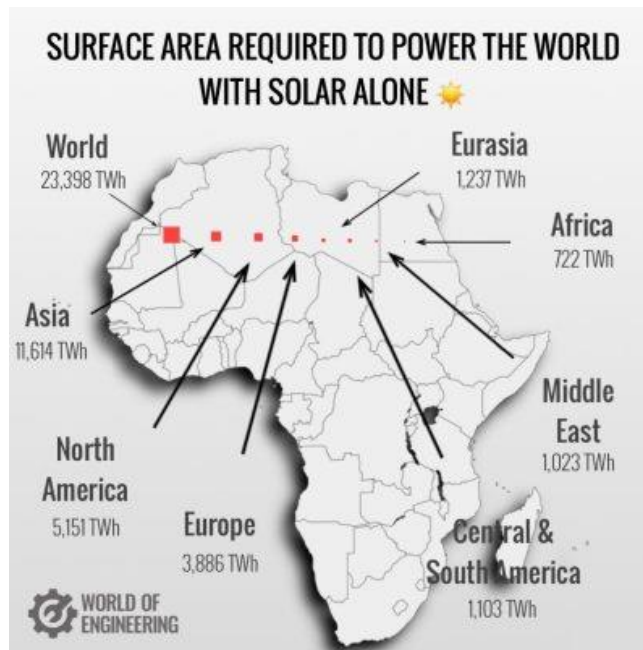 SURFACE AREA REQUIRED TO POWER THE WORLD
WITH SOLAR ALONE ☀️
World
23,398 TWh
Eurasia
1,237 TWh
Africa
722 TWh
Asia
11,614 TWh
Middle
East
1,023 TWh
North
America
5,151 TWh
Europe
3,886 TWh
Central &
South America
1,103 TWh
WORLD OF
ENGINEERING